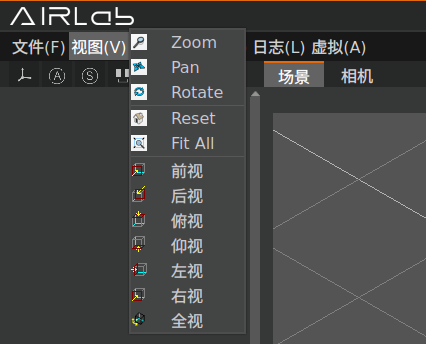 AIRLab
文件(F) 视图(V) 日志(L) 虚拟(A)
A S 场景 相机
Zoom
Pan
Rotate
Reset
Fit All
前视
后视
俯视
仰视
左视
右视
全视